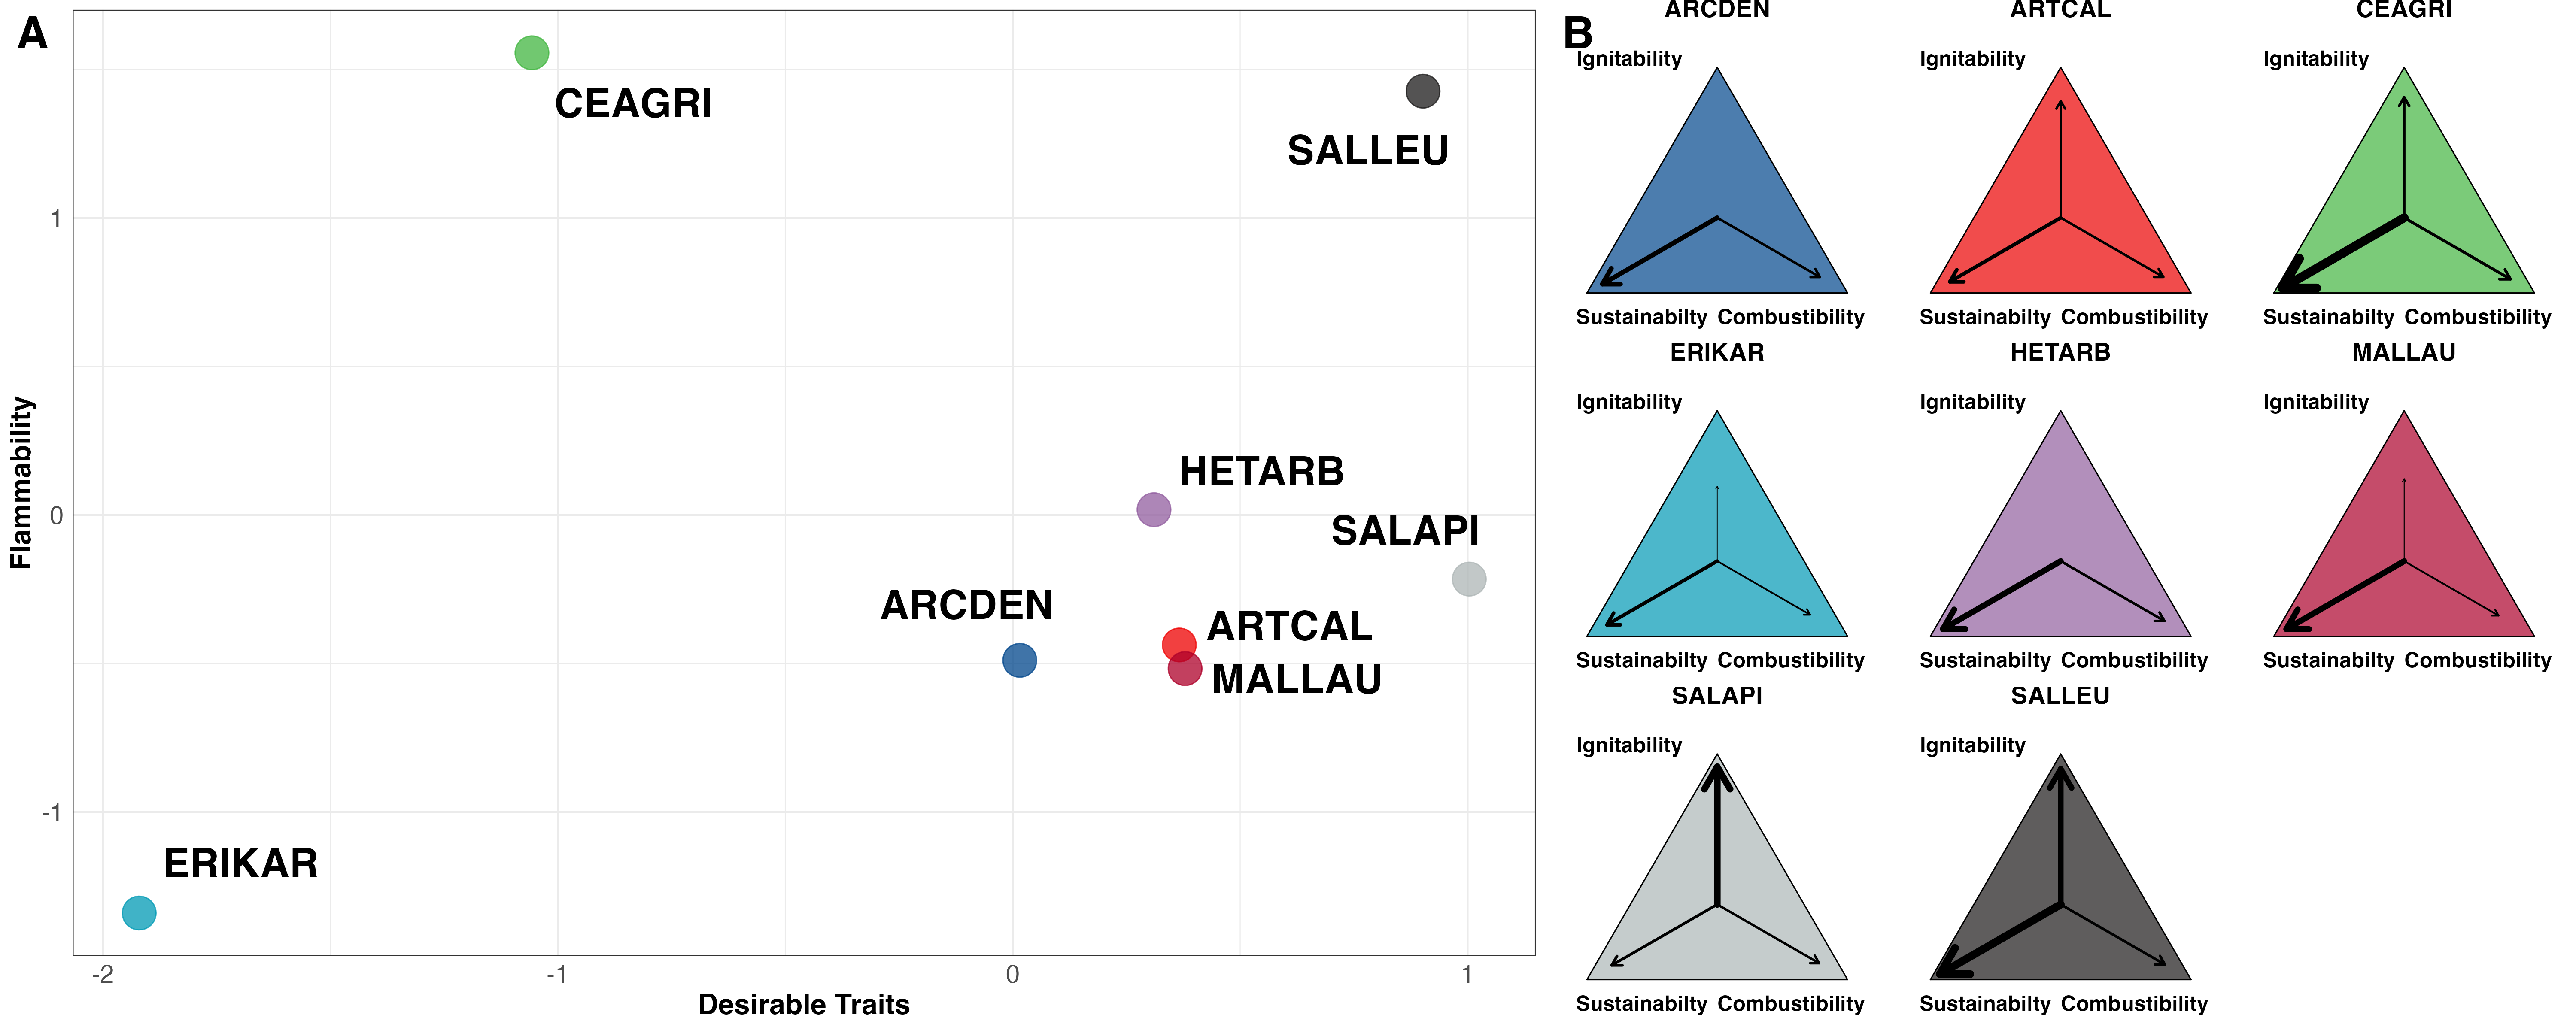 A
CEAGRI
SALLEU
HETARB
SALAPI
ARCDEN
ARTCAL
MALLAU
ERIKAR
1
0
-1
-2
-1
0
1
Flammability
Desirable Traits
B
ARCDEN
Ignitability
Sustainabilty Combustibility
ARTCAL
Ignitability
Sustainabilty Combustibility
CEAGRI
Ignitability
Sustainabilty Combustibility
ERIKAR
Ignitability
Sustainabilty Combustibility
HETARB
Ignitability
Sustainabilty Combustibility
MALLAU
Ignitability
Sustainabilty Combustibility
SALAPI
Ignitability
Sustainabilty Combustibility
SALLEU
Ignitability
Sustainabilty Combustibility